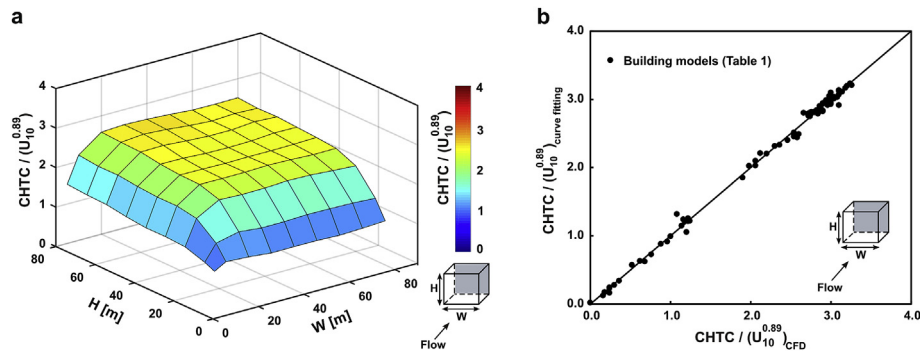 a
CHTC / (U₁₀^0.89)
4
3
2
1
0
80
60
40
20
0
H [m]
0
20
40
60
80
W [m]
CHTC / (U₁₀^0.89)
4
3
2
1
0
H
W
Flow
b
CHTC / (U₁₀^0.89) curve fitting
4.0
3.0
2.0
1.0
0.0
Building models (Table 1)
H
W
Flow
0.0
1.0
2.0
3.0
4.0
CHTC / (U₁₀^0.89) CFD